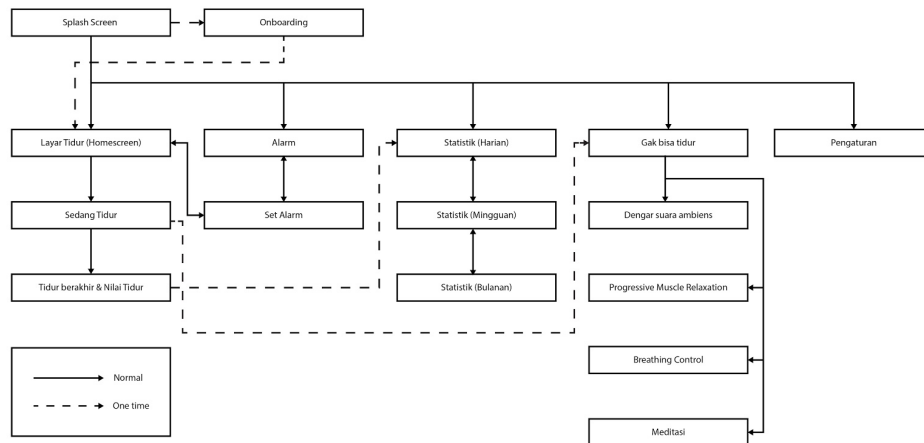 Splash Screen
Onboarding
Layar Tidur (Homescreen)
Alarm
Statistik (Harian)
Gak bisa tidur
Pengaturan
Sedang Tidur
Set Alarm
Statistik (Mingguan)
Dengar suara ambiens
Tidur berakhir & Nilai Tidur
Statistik (Bulanan)
Progressive Muscle Relaxation
Breathing Control
Meditasi
Normal
One time